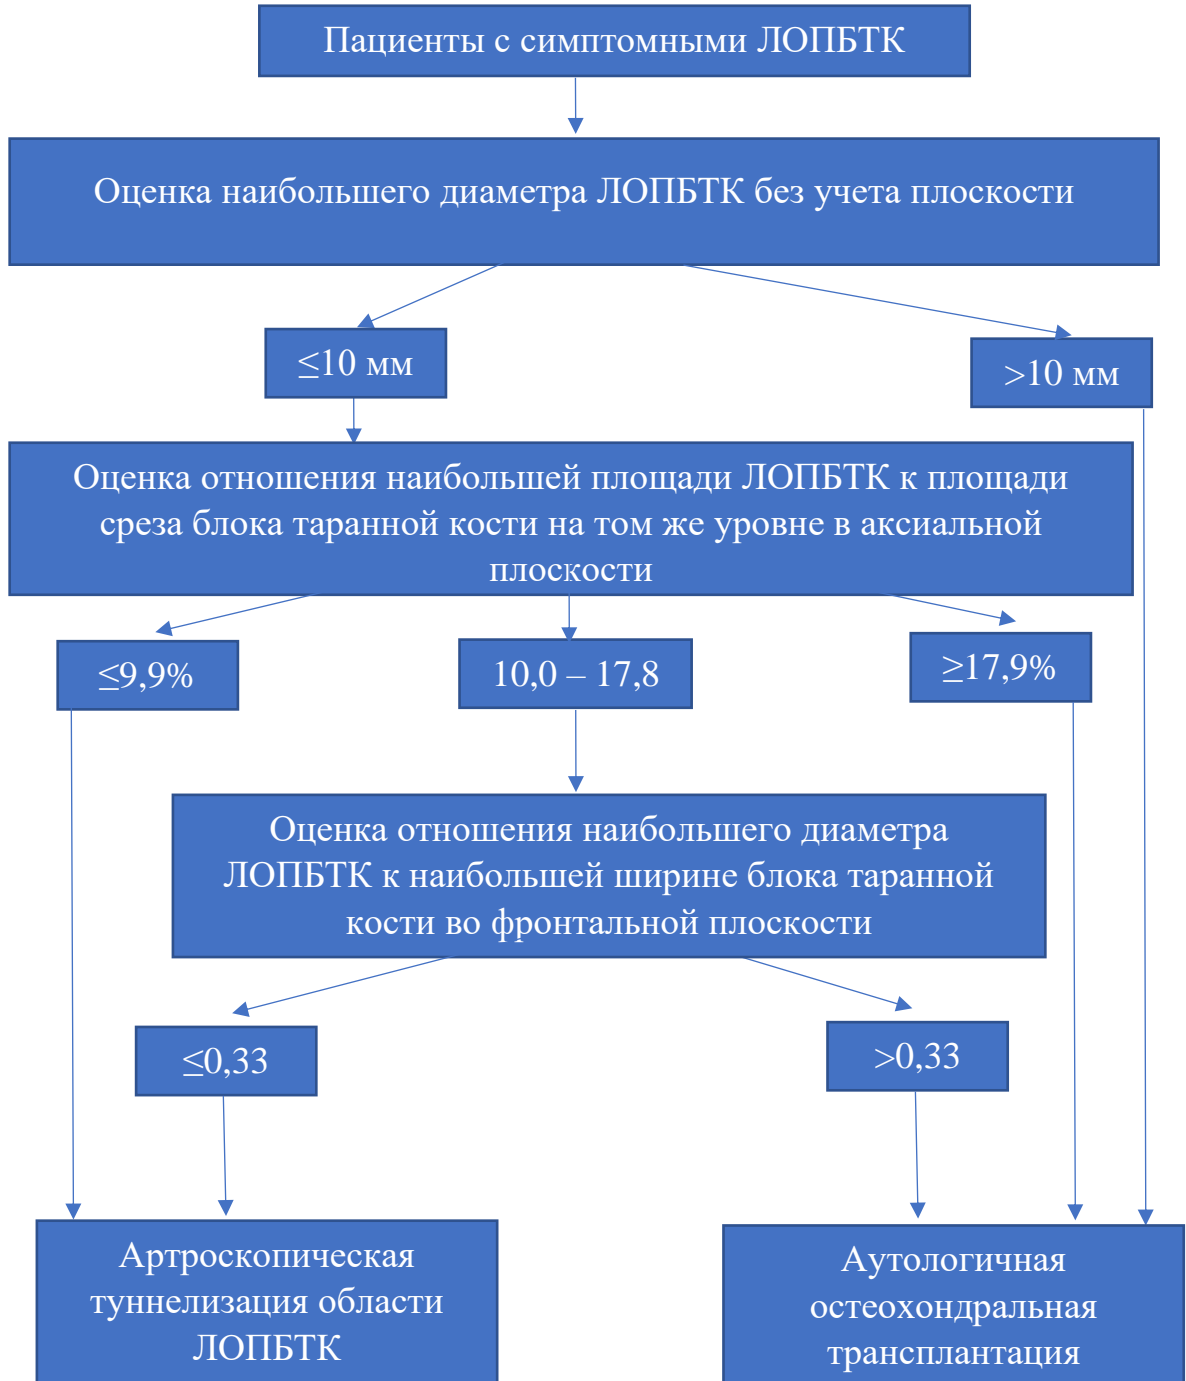 Пациенты с симптомными ЛОПБТК
Оценка наибольшего диаметра ЛОПБТК без учета плоскости
≤10 мм
>10 мм
Оценка отношения наибольшей площади ЛОПБТК к площади
среза блока таранной кости на том же уровне в аксиальной
плоскости
≤9,9%
10,0 – 17,8
≥17,9%
Оценка отношения наибольшего диаметра
ЛОПБТК к наибольшей ширине блока таранной
кости во фронтальной плоскости
≤0,33
>0,33
Артроскопическая
туннелизация области
ЛОПБТК
Аутологичная
остеохондральная
трансплантация